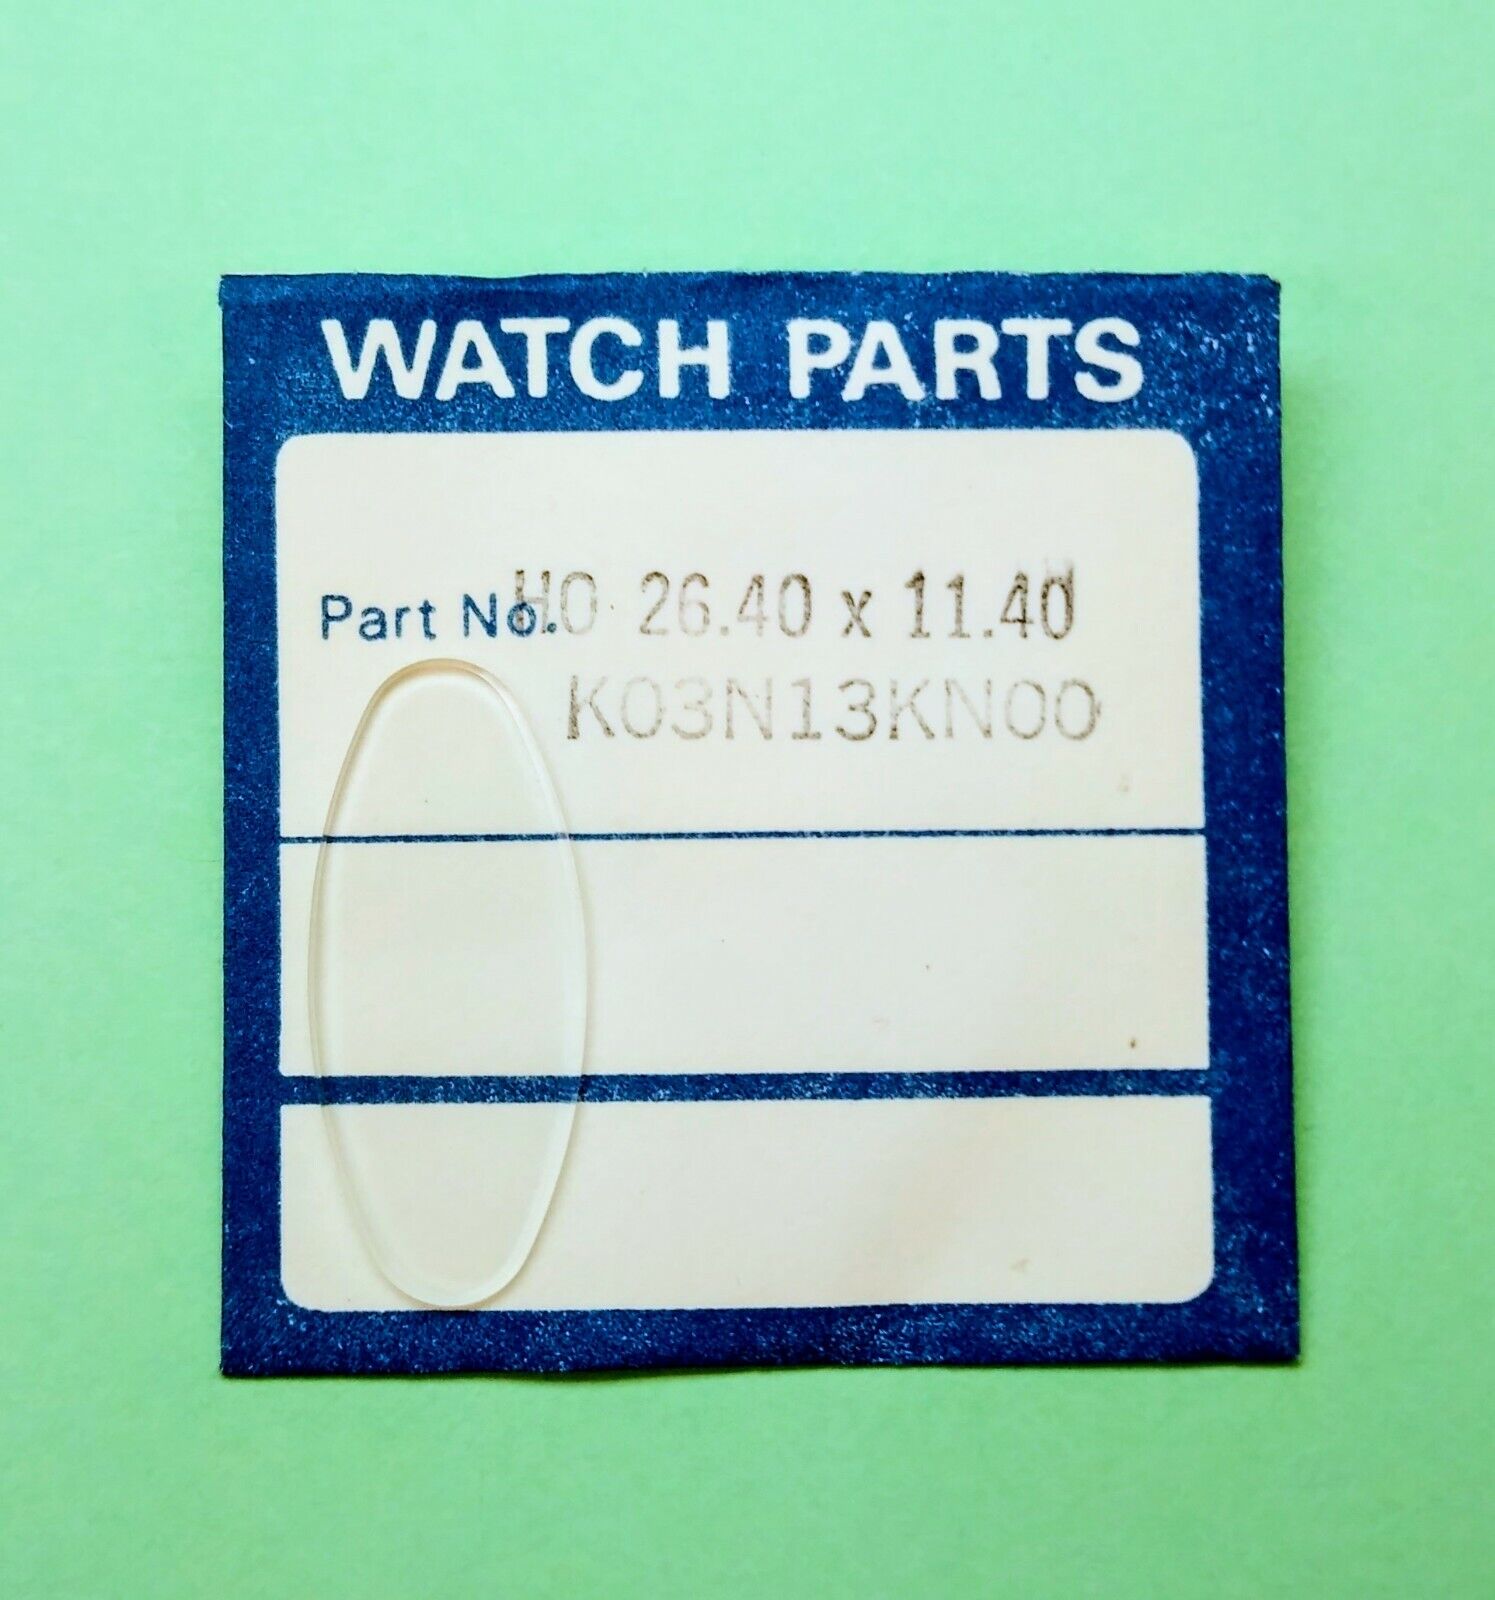 WATCH PARTS
Part No. HO 26.40 x 11.40
K03N13KN00